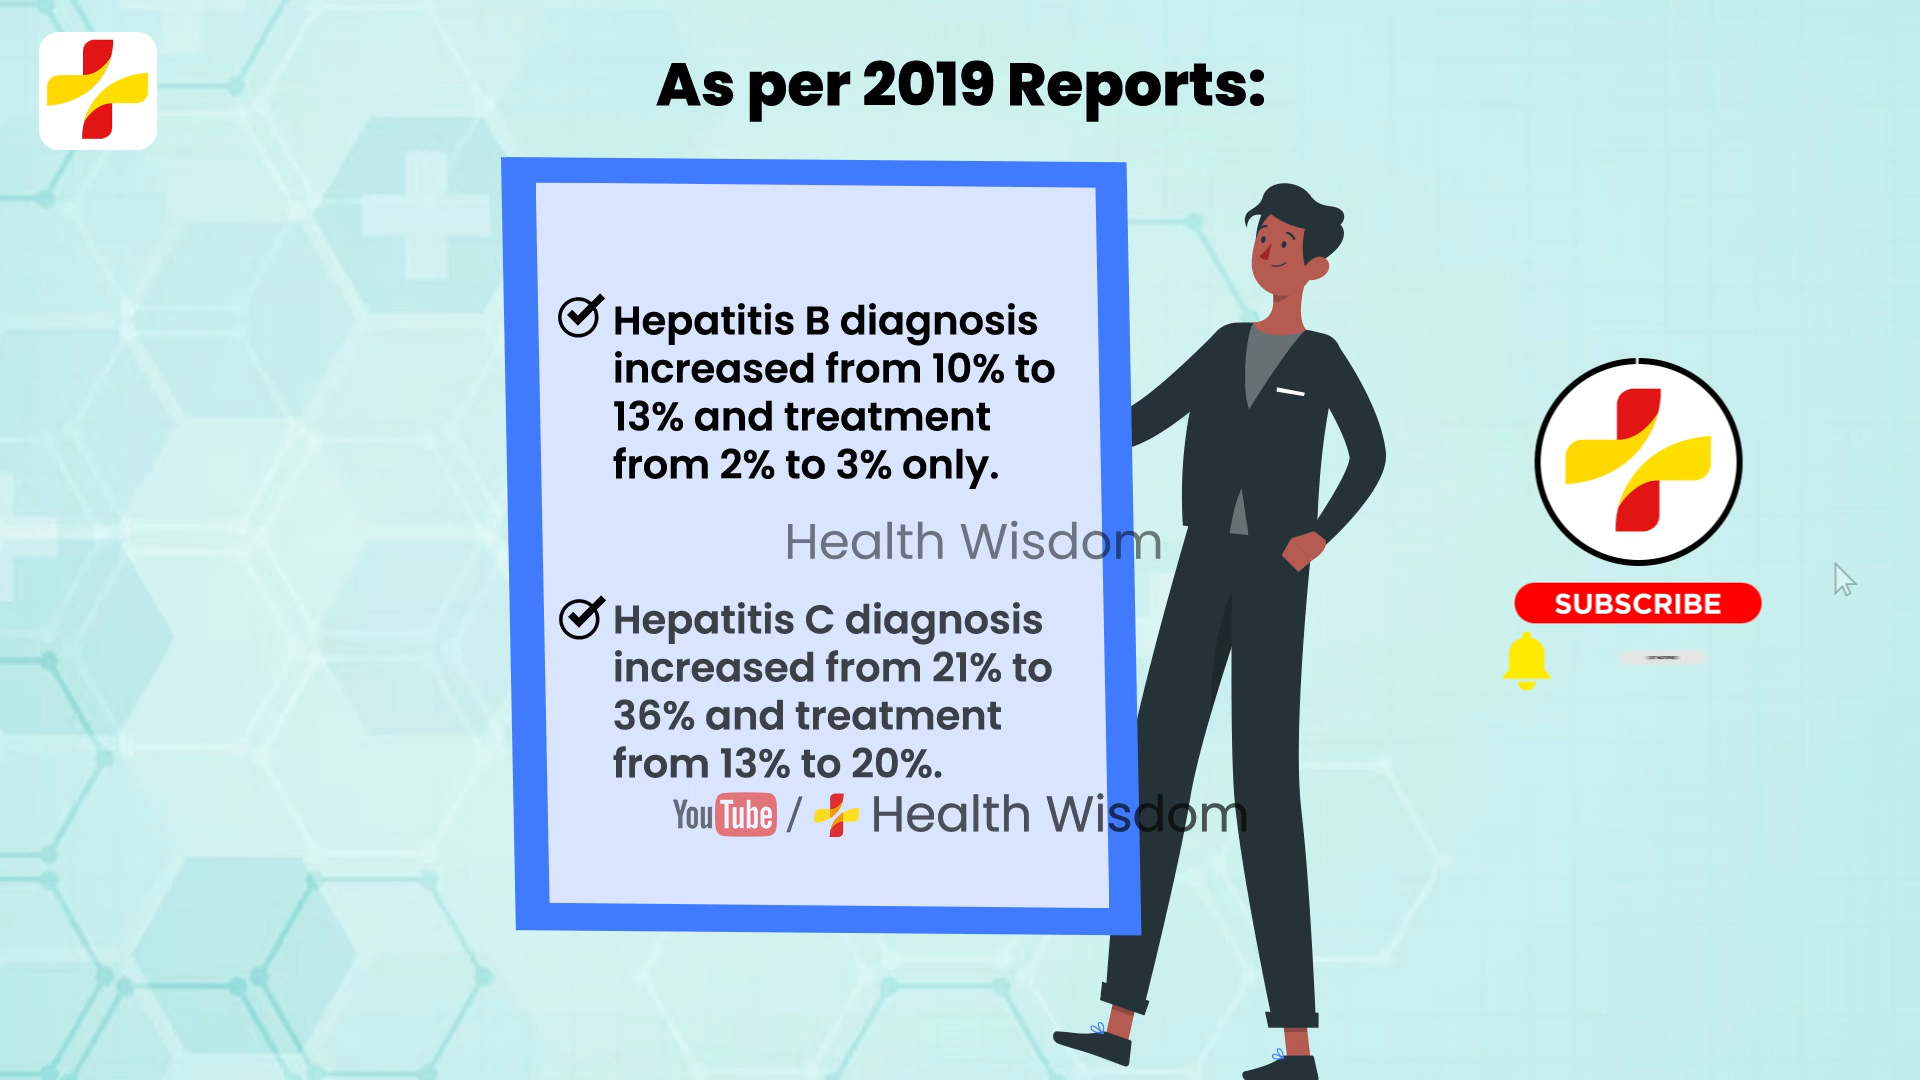 As per 2019 Reports:
Hepatitis B diagnosis
increased from 10% to
13% and treatment
from 2% to 3% only.
Health Wisdom
Hepatitis C diagnosis
increased from 21% to
36% and treatment
from 13% to 20%.
YouTube / Health Wisdom
SUBSCRIBE